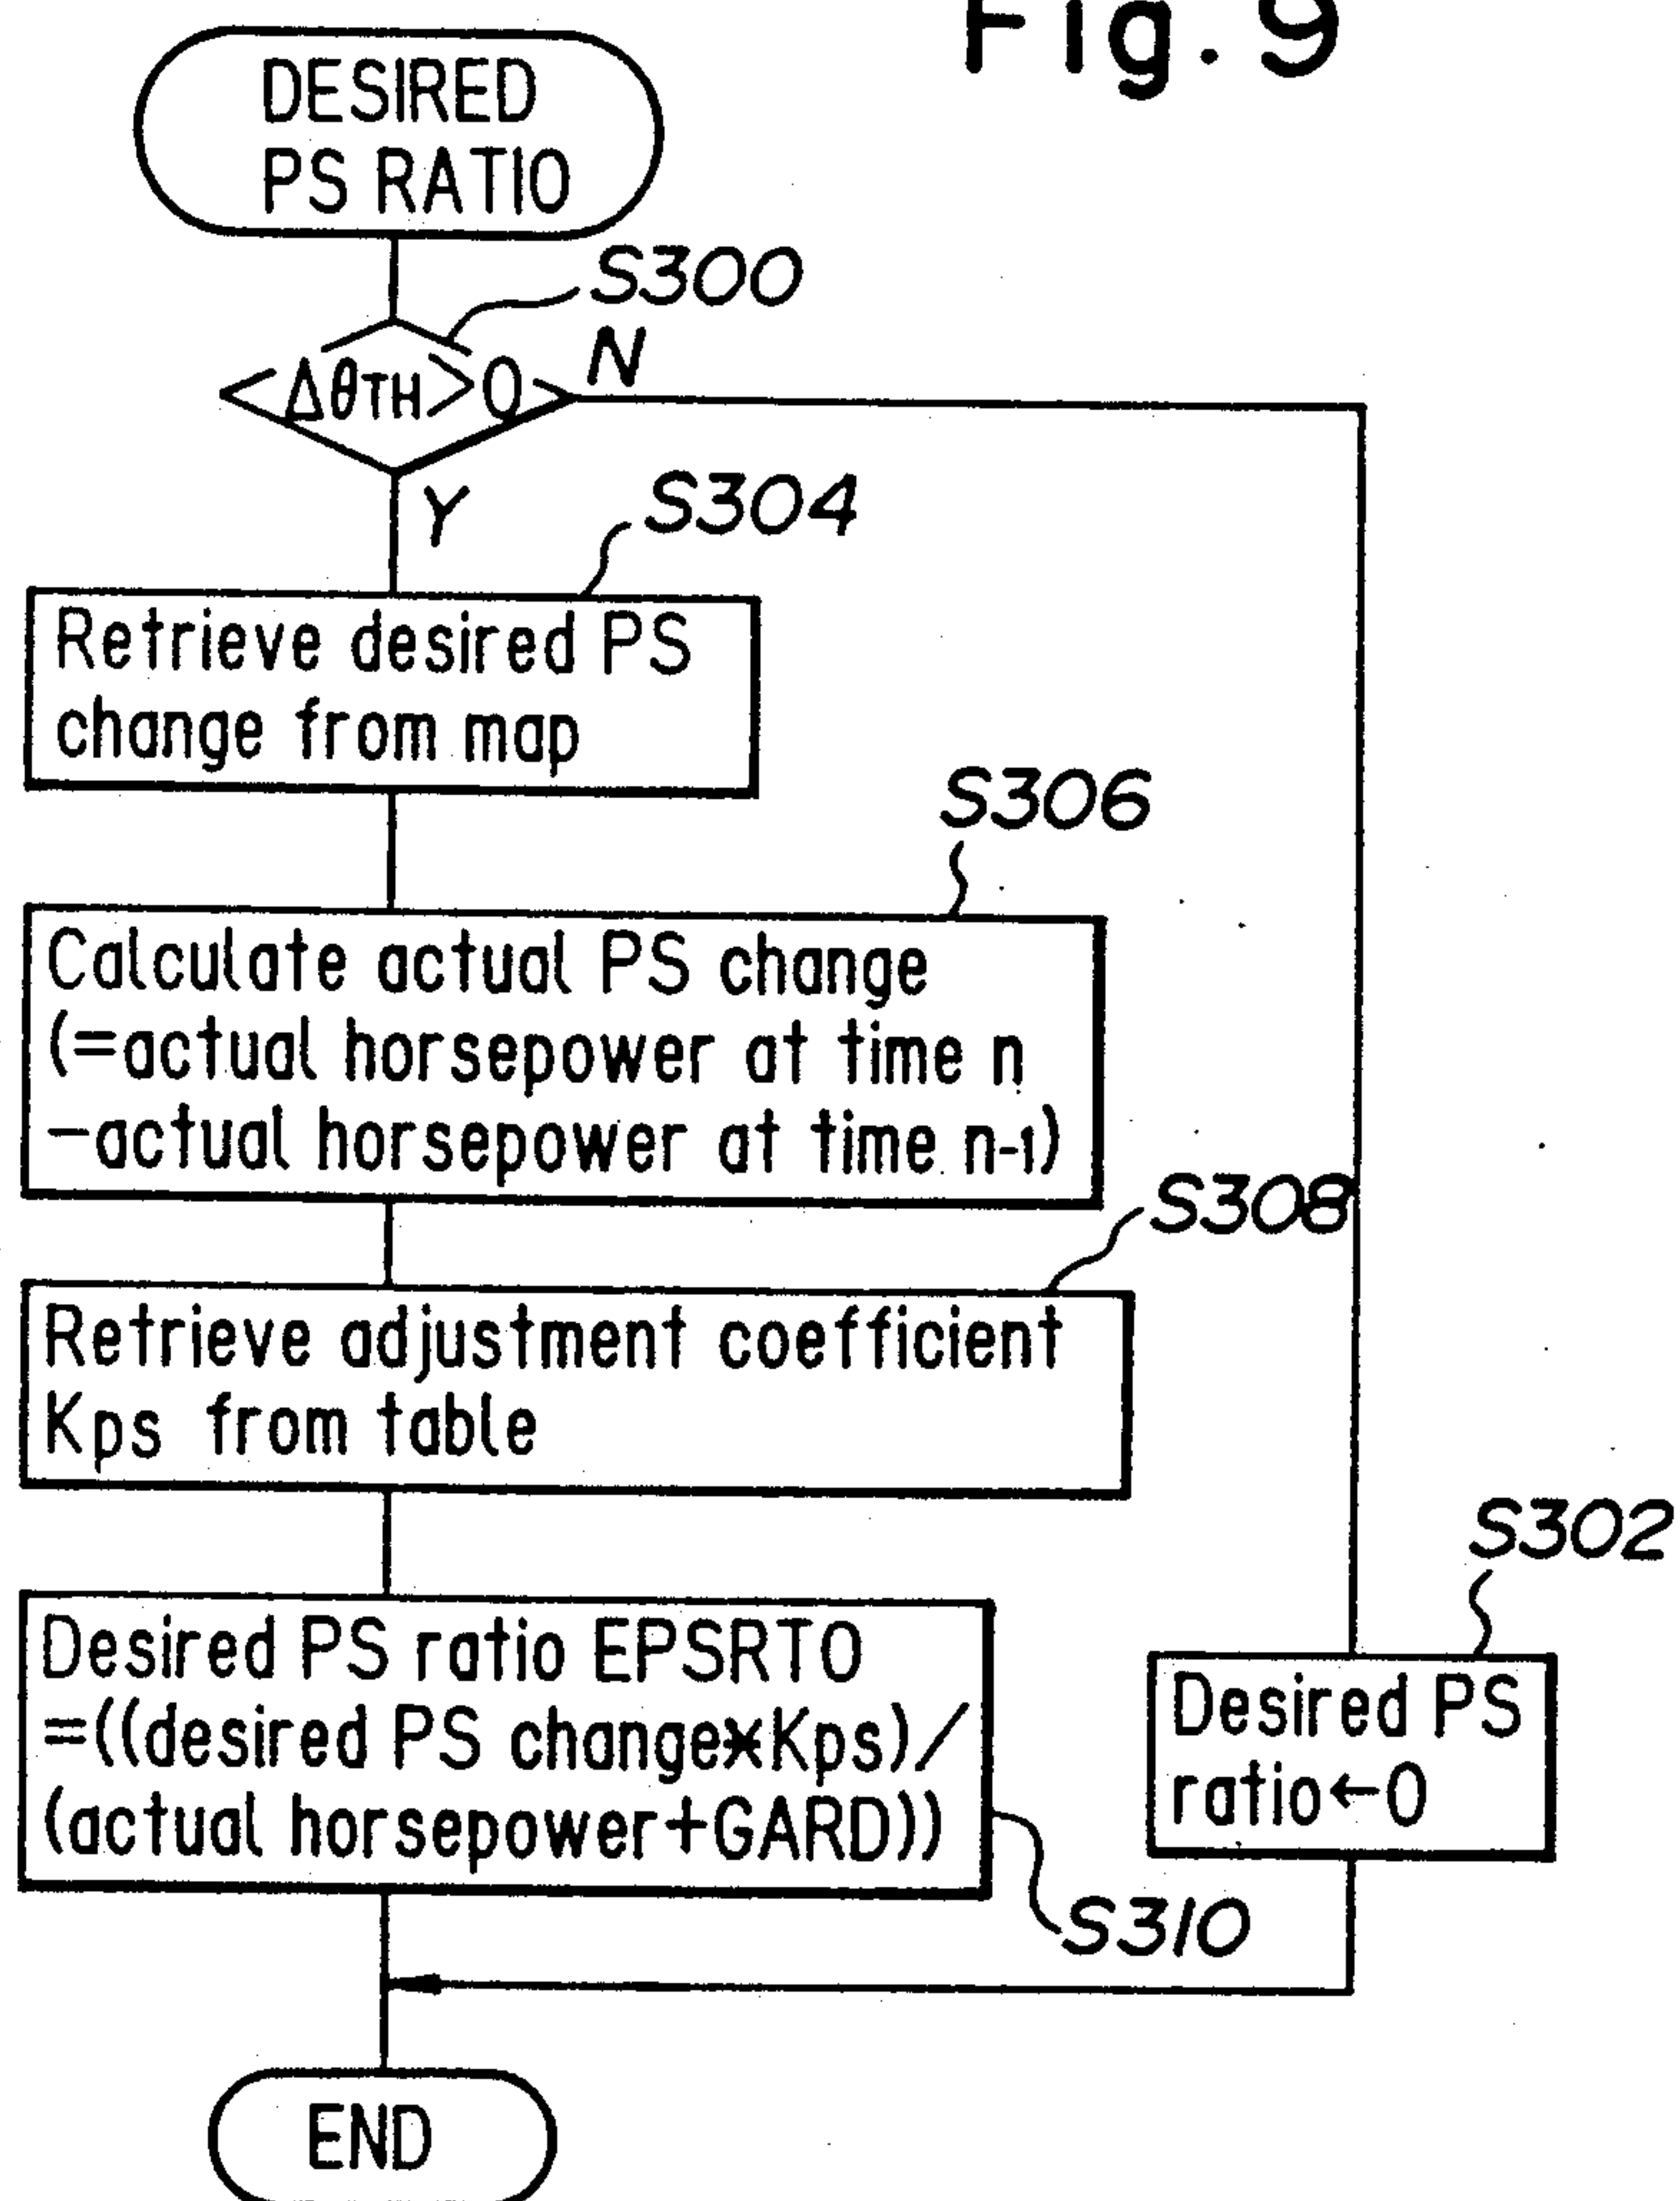 Fig. 9
DESIRED
PS RATIO
S300
ΔθTH>0
N
Y
S304
Retrieve desired PS
change from map
S306
Calculate actual PS change
(=actual horsepower at time n
−actual horsepower at time n-1)
S308
Retrieve adjustment coefficient
Kps from table
S302
Desired PS ratio EPSRTO
=((desired PS change*Kps)/
(actual horsepower+GARD))
Desired PS
ratio←0
S310
END